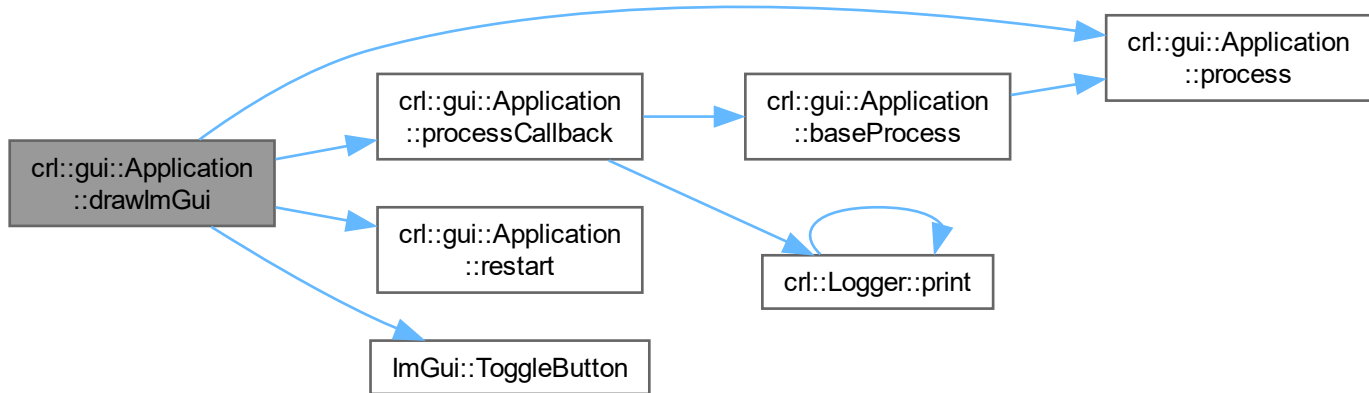 crl::gui::Application
::drawImGui
crl::gui::Application
::processCallback
crl::gui::Application
::baseProcess
crl::gui::Application
::process
crl::gui::Application
::restart
crl::Logger::print
ImGui::ToggleButton